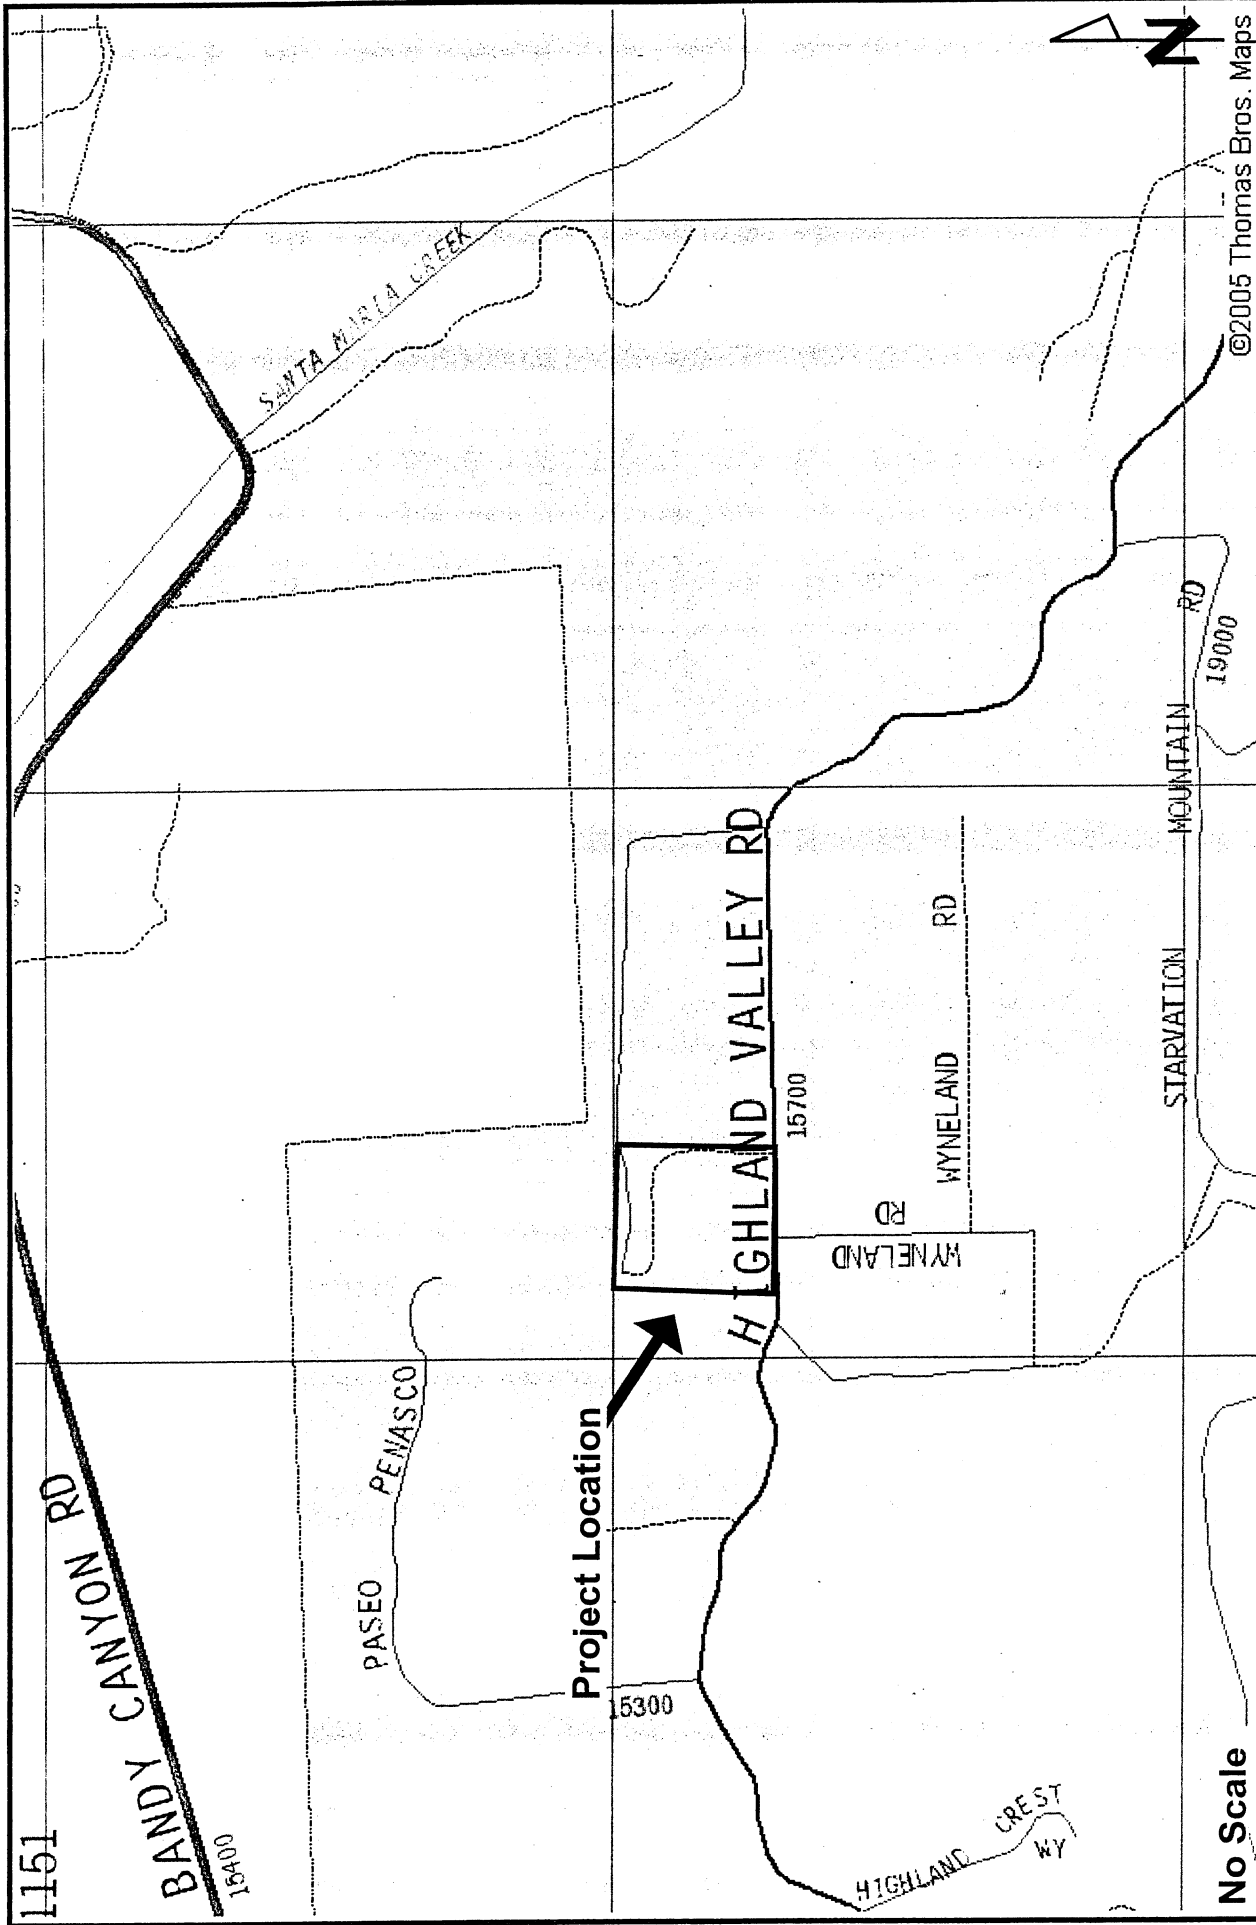 1151
BANDY CANYON RD
15400
SANTA MARIA CREEK
PASEO PENASCO
Project Location
15300
HIGHLAND VALLEY RD
15700
WYNELAND RD
WYNELAND RD
STARVATION MOUNTAIN RD
19000
HIGHLAND CREST WY
No Scale
N
©2005 Thomas Bros. Maps